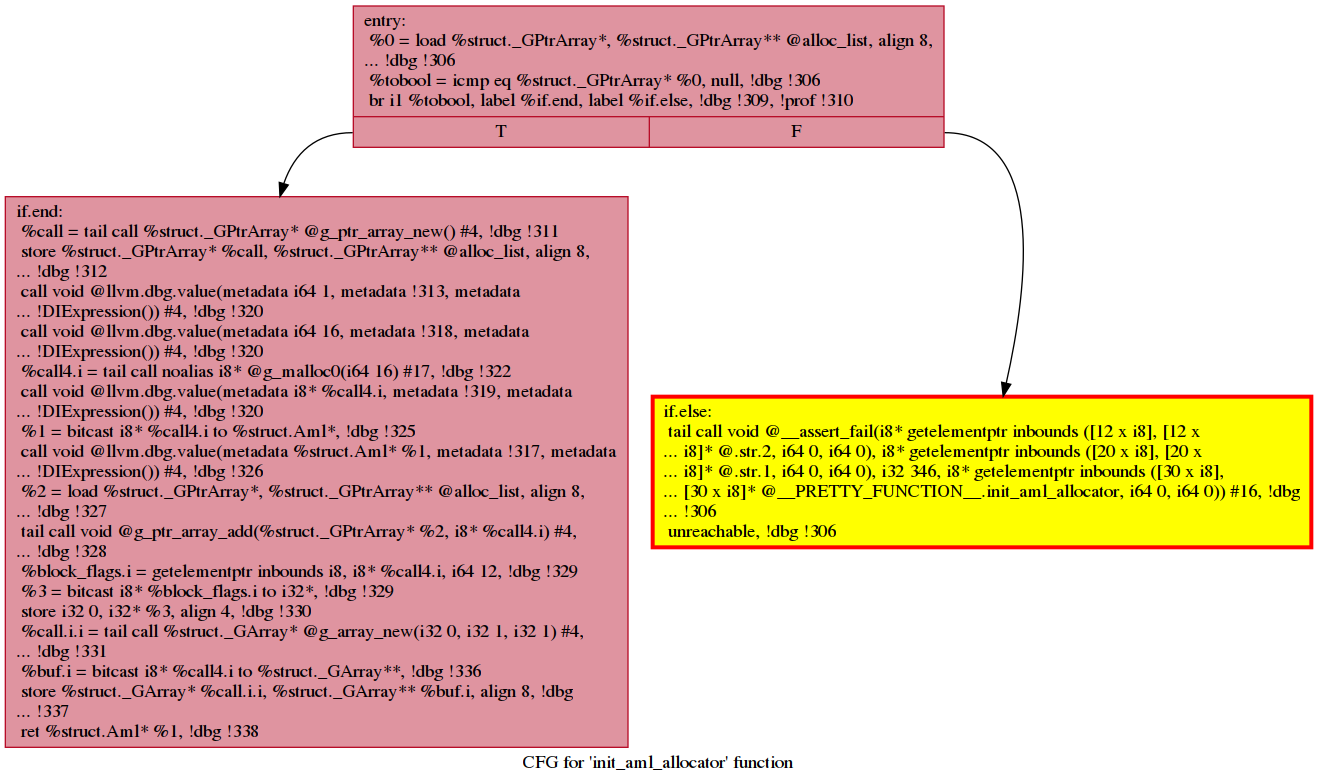 entry:
%0 = load %struct._GPtrArray*, %struct._GPtrArray** @alloc_list, align 8,
... !dbg !306
%tobool = icmp eq %struct._GPtrArray* %0, null, !dbg !306
br i1 %tobool, label %if.end, label %if.else, !dbg !309, !prof !310
T
F
if.end:
%call = tail call %struct._GPtrArray* @g_ptr_array_new() #4, !dbg !311
store %struct._GPtrArray* %call, %struct._GPtrArray** @alloc_list, align 8,
... !dbg !312
call void @llvm.dbg.value(metadata i64 1, metadata !313, metadata
... !DIExpression()) #4, !dbg !320
call void @llvm.dbg.value(metadata i64 16, metadata !318, metadata
... !DIExpression()) #4, !dbg !320
%call4.i = tail call noalias i8* @g_malloc0(i64 16) #17, !dbg !322
call void @llvm.dbg.value(metadata i8* %call4.i, metadata !319, metadata
... !DIExpression()) #4, !dbg !320
%1 = bitcast i8* %call4.i to %struct.Aml*, !dbg !325
call void @llvm.dbg.value(metadata %struct.Aml* %1, metadata !317, metadata
... !DIExpression()) #4, !dbg !326
%2 = load %struct._GPtrArray*, %struct._GPtrArray** @alloc_list, align 8,
... !dbg !327
tail call void @g_ptr_array_add(%struct._GPtrArray* %2, i8* %call4.i) #4,
... !dbg !328
%block_flags.i = getelementptr inbounds i8, i8* %call4.i, i64 12, !dbg !329
%3 = bitcast i8* %block_flags.i to i32*, !dbg !329
store i32 0, i32* %3, align 4, !dbg !330
%call.i.i = tail call %struct._GArray* @g_array_new(i32 0, i32 1, i32 1) #4,
... !dbg !331
%buf.i = bitcast i8* %call4.i to %struct._GArray**, !dbg !336
store %struct._GArray* %call.i.i, %struct._GArray** %buf.i, align 8, !dbg
... !337
ret %struct.Aml* %1, !dbg !338
if.else:
tail call void @__assert_fail(i8* getelementptr inbounds ([12 x i8], [12 x
... i8]* @.str.2, i64 0, i64 0), i8* getelementptr inbounds ([20 x i8], [20 x
... i8]* @.str.1, i64 0, i64 0), i32 346, i8* getelementptr inbounds ([30 x i8],
... [30 x i8]* @__PRETTY_FUNCTION__.init_aml_allocator, i64 0, i64 0)) #16, !dbg
... !306
unreachable, !dbg !306
CFG for 'init_aml_allocator' function